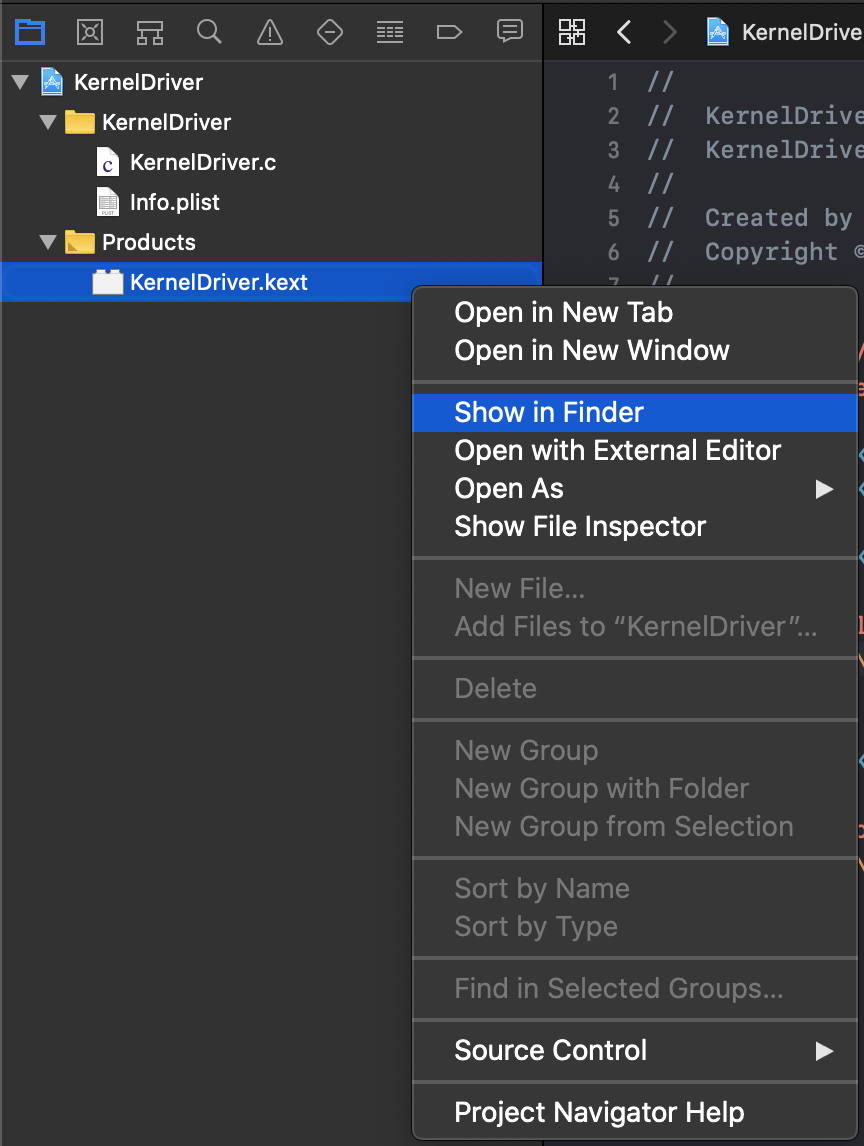 KernelDriver
KernelDriver
KernelDriver.c
Info.plist
Products
KernelDriver.kext
1 //
2 // KernelDrive
3 // KernelDrive
4 //
5 // Created by
6 // Copyright ©
7 //
Open in New Tab
Open in New Window
Show in Finder
Open with External Editor
Open As
Show File Inspector
New File...
Add Files to “KernelDriver”...
Delete
New Group
New Group with Folder
New Group from Selection
Sort by Name
Sort by Type
Find in Selected Groups...
Source Control
Project Navigator Help